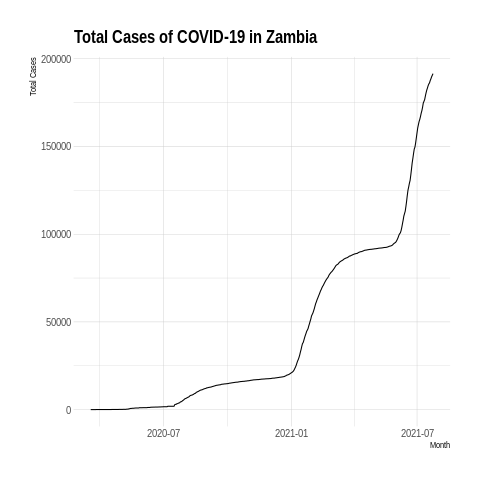 Total Cases of COVID-19 in Zambia
Total Cases
200000
150000
100000
50000
0
2020-07 2021-01 2021-07
Month